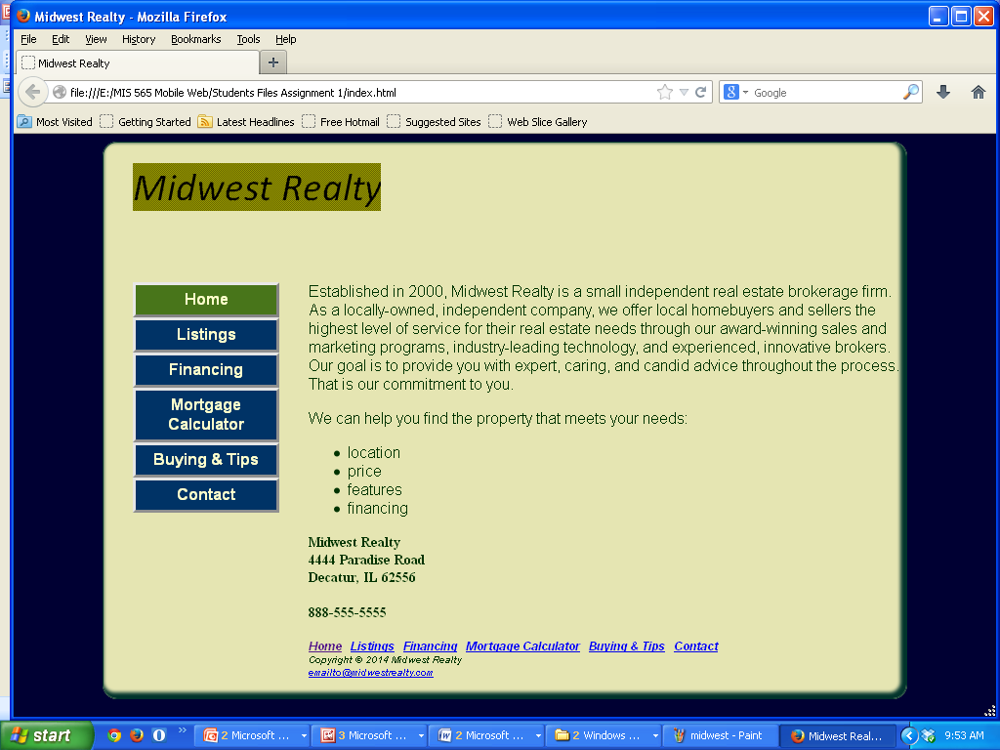 Midwest Realty - Mozilla Firefox
File Edit View History Bookmarks Tools Help
Midwest Realty
file:///E:/MIS 565 Mobile Web/Students Files Assignment 1/index.html
Google
Most Visited Getting Started Latest Headlines Free Hotmail Suggested Sites Web Slice Gallery
Midwest Realty
Home
Listings
Financing
Mortgage
Calculator
Buying & Tips
Contact
Established in 2000, Midwest Realty is a small independent real estate brokerage firm.
As a locally-owned, independent company, we offer local homebuyers and sellers the
highest level of service for their real estate needs through our award-winning sales and
marketing programs, industry-leading technology, and experienced, innovative brokers.
Our goal is to provide you with expert, caring, and candid advice throughout the process.
That is our commitment to you.
We can help you find the property that meets your needs:
• location
• price
• features
• financing
Midwest Realty
4444 Paradise Road
Decatur, IL 62556
888-555-5555
Home Listings Financing Mortgage Calculator Buying & Tips Contact
Copyright © 2014 Midwest Realty
emailto@midwestrealty.com
start 2 Microsoft ... 3 Microsoft ... 2 Microsoft ... 2 Windows ... midwest - Paint Midwest Real... 9:53 AM